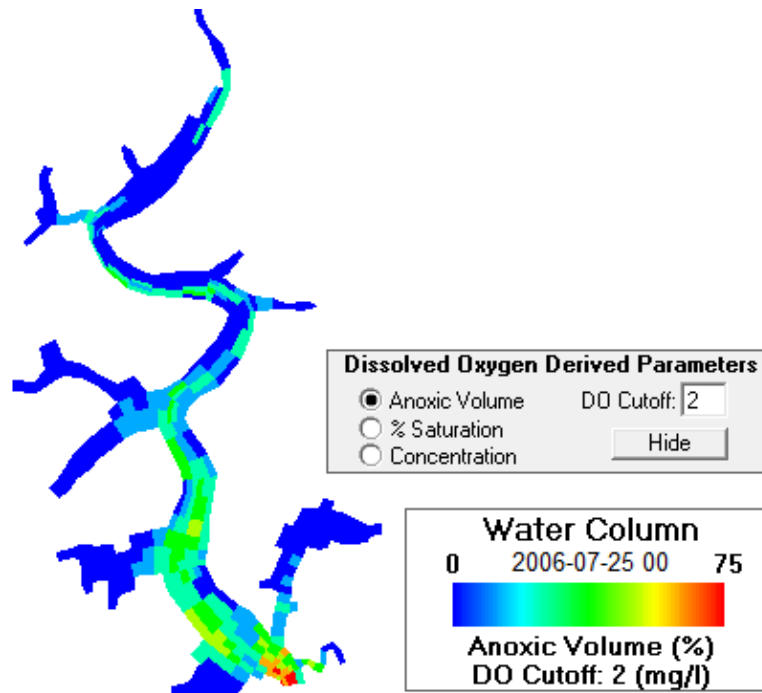 Dissolved Oxygen Derived Parameters
Anoxic Volume DO Cutoff: 2
% Saturation
Concentration
Hide
Water Column
0 2006-07-25 00 75
Anoxic Volume (%)
DO Cutoff: 2 (mg/l)